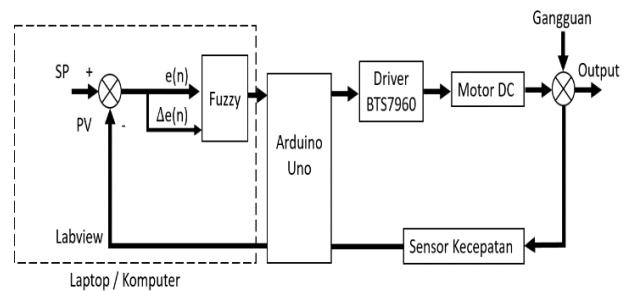 Gangguan
SP
+
e(n)
Δe(n)
Fuzzy
PV
-
Arduino
Uno
Driver
BTS7960
Motor DC
Output
Labview
Sensor Kecepatan
Laptop / Komputer